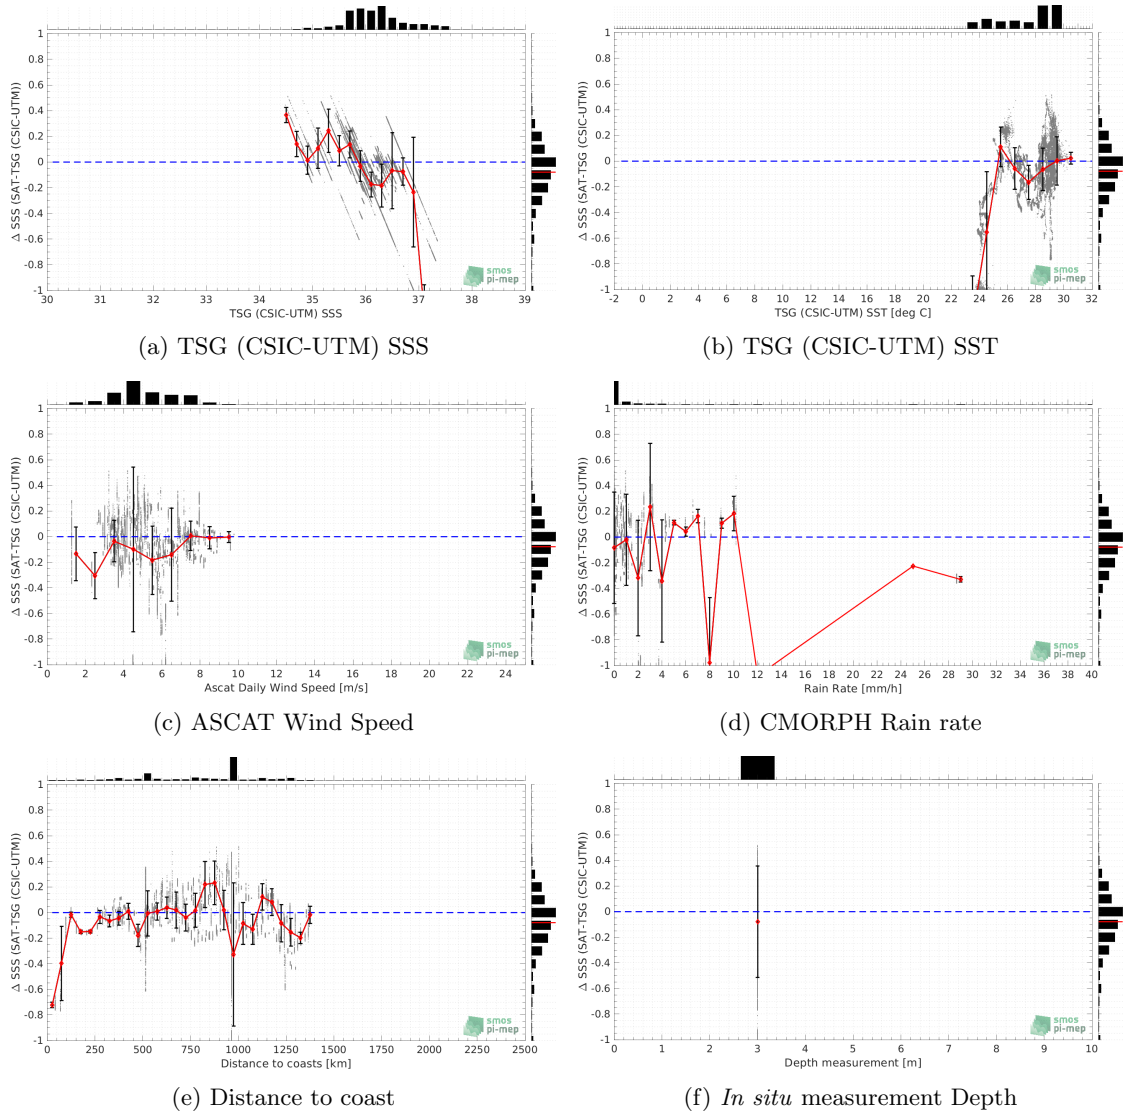 1
0.8
0.6
0.4
0.2
0
-0.2
-0.4
-0.6
-0.8
-1
Δ SSS (SAT-TSG (CSIC-UTM))
30 31 32 33 34 35 36 37 38 39
TSG (CSIC-UTM) SSS
smos
pi-mep
(a) TSG (CSIC-UTM) SSS
1
0.8
0.6
0.4
0.2
0
-0.2
-0.4
-0.6
-0.8
-1
Δ SSS (SAT-TSG (CSIC-UTM))
-2 0 2 4 6 8 10 12 14 16 18 20 22 24 26 28 30 32
TSG (CSIC-UTM) SST [deg C]
smos
pi-mep
(b) TSG (CSIC-UTM) SST
1
0.8
0.6
0.4
0.2
0
-0.2
-0.4
-0.6
-0.8
-1
Δ SSS (SAT-TSG (CSIC-UTM))
0 2 4 6 8 10 12 14 16 18 20 22 24
Ascat Daily Wind Speed [m/s]
smos
pi-mep
(c) ASCAT Wind Speed
1
0.8
0.6
0.4
0.2
0
-0.2
-0.4
-0.6
-0.8
-1
Δ SSS (SAT-TSG (CSIC-UTM))
0 2 4 6 8 10 12 14 16 18 20 22 24 26 28 30 32 34 36 38 40
Rain Rate [mm/h]
smos
pi-mep
(d) CMORPH Rain rate
1
0.8
0.6
0.4
0.2
0
-0.2
-0.4
-0.6
-0.8
-1
Δ SSS (SAT-TSG (CSIC-UTM))
0 250 500 750 1000 1250 1500 1750 2000 2250 2500
Distance to coasts [km]
smos
pi-mep
(e) Distance to coast
1
0.8
0.6
0.4
0.2
0
-0.2
-0.4
-0.6
-0.8
-1
Δ SSS (SAT-TSG (CSIC-UTM))
0 1 2 3 4 5 6 7 8 9 10
Depth measurement [m]
smos
pi-mep
(f) In situ measurement Depth